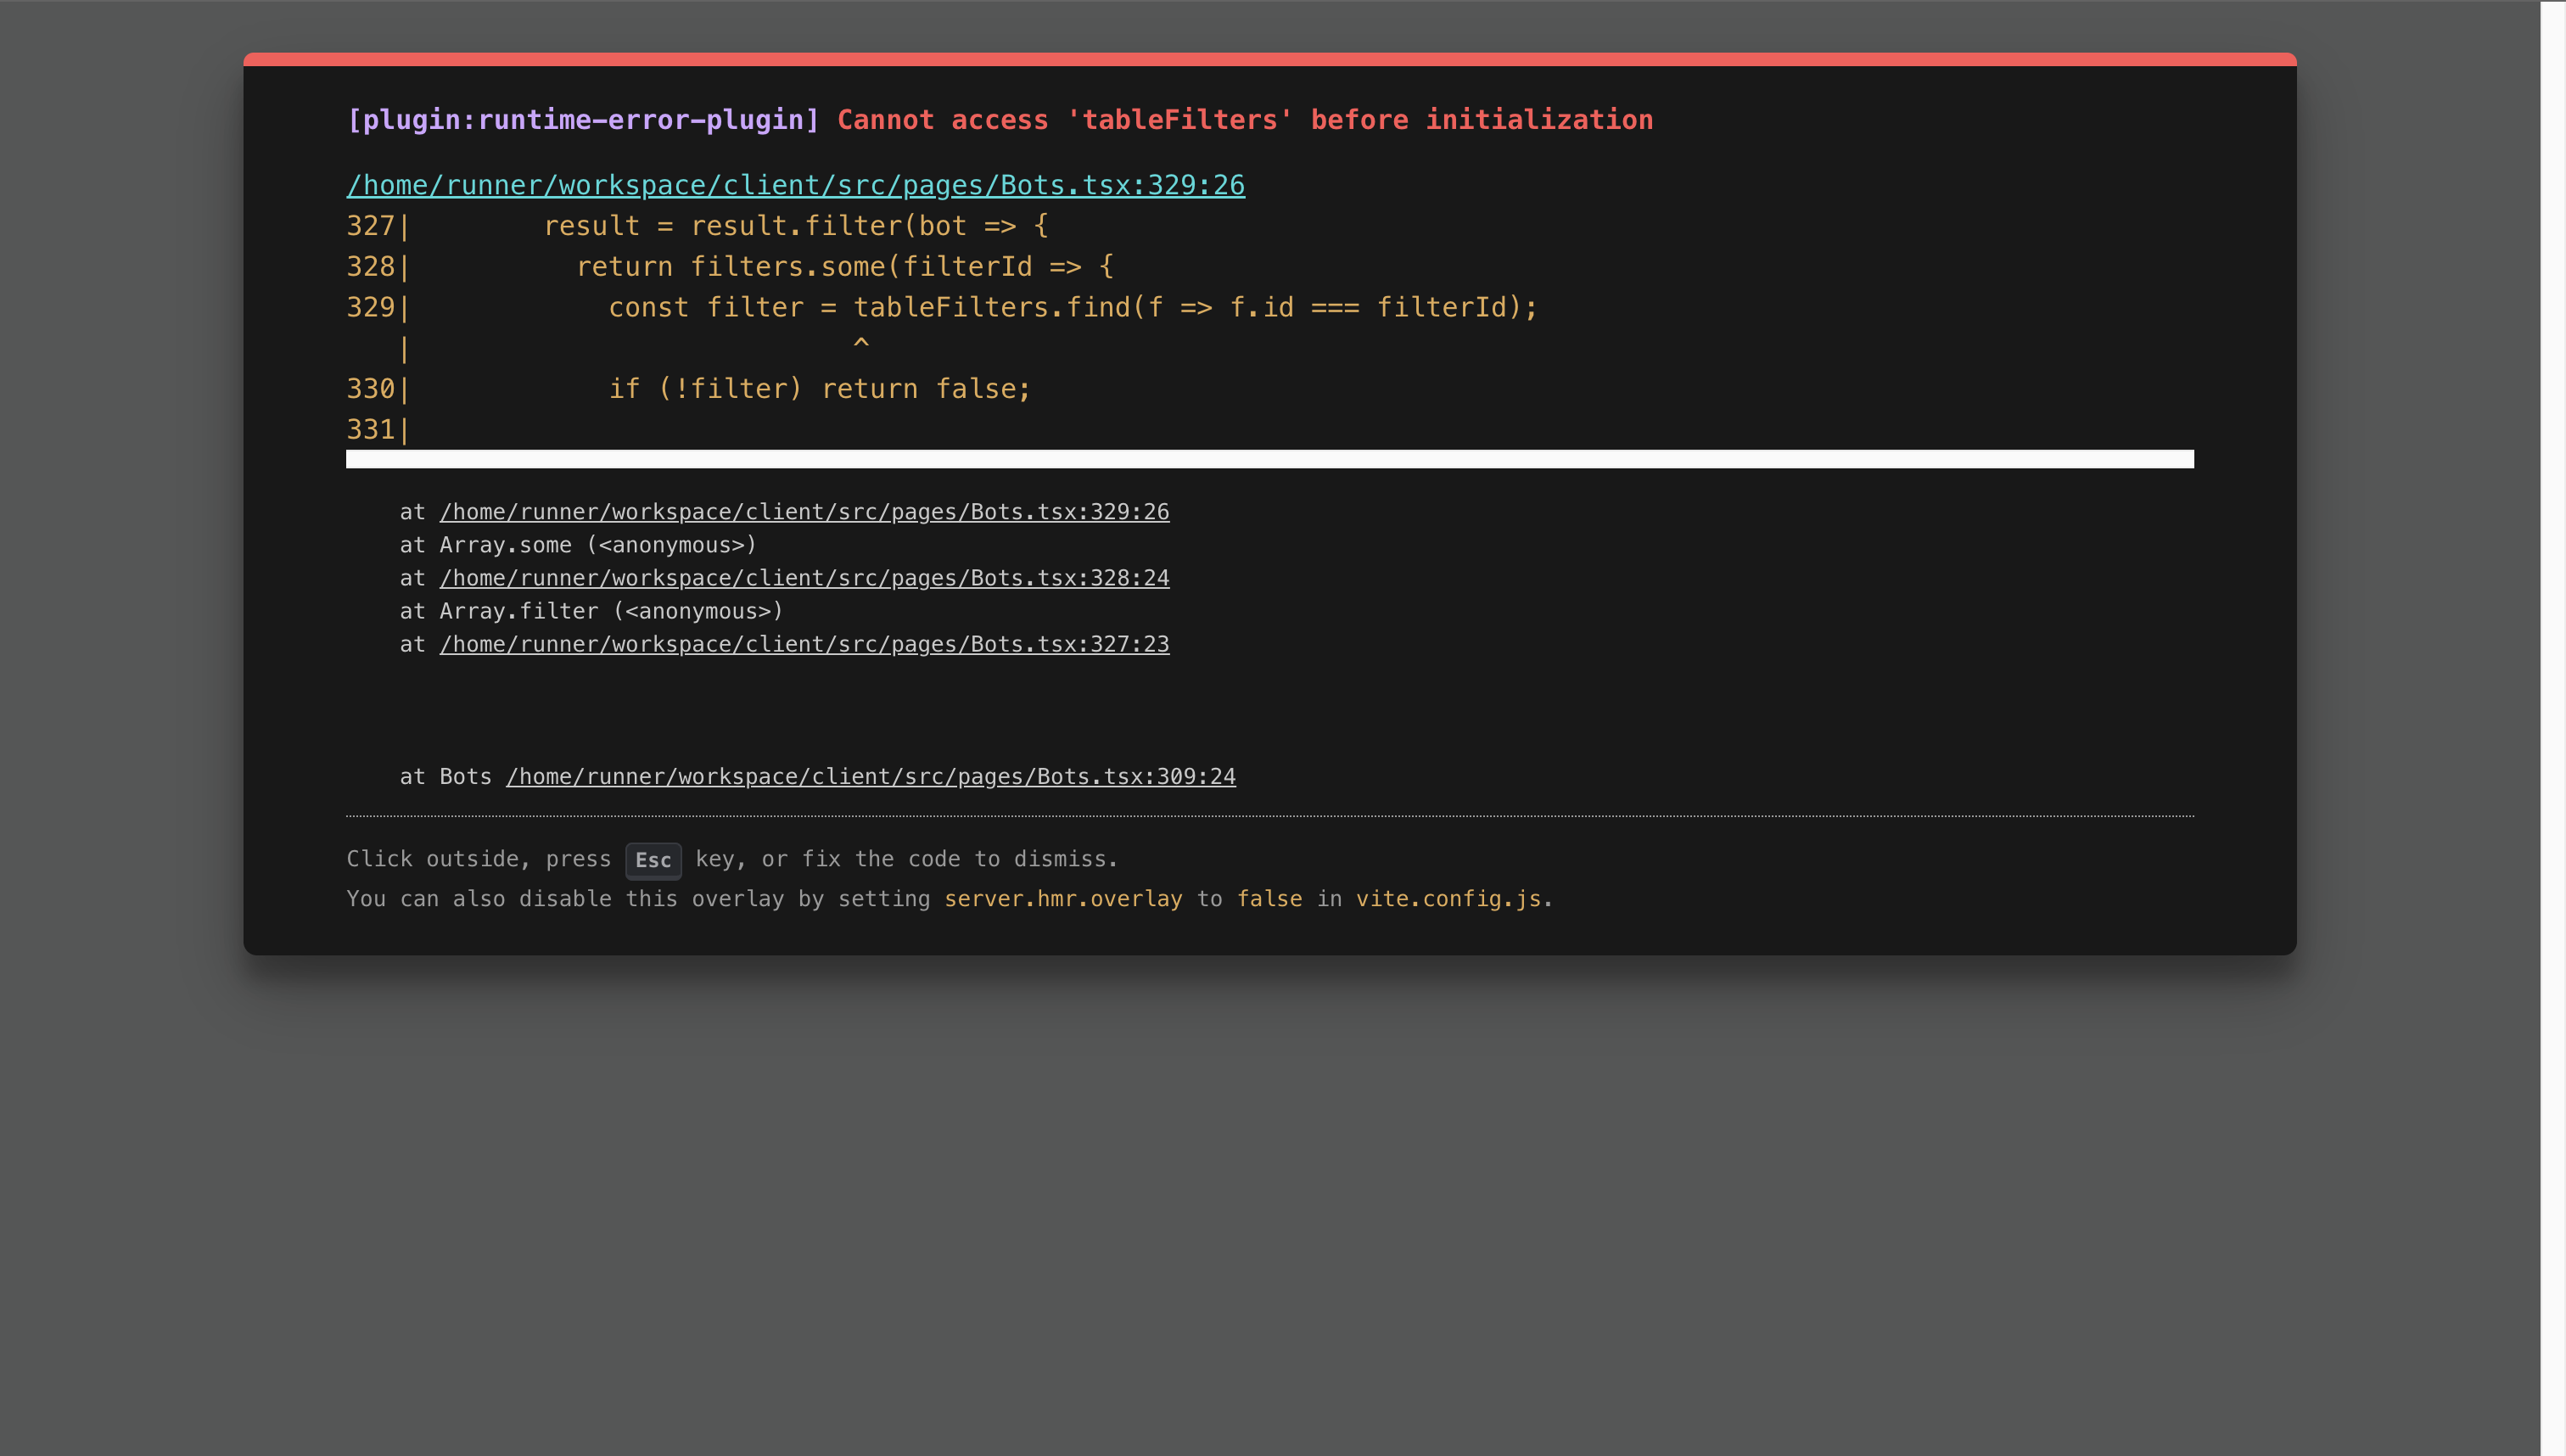 [plugin:runtime-error-plugin] Cannot access 'tableFilters' before initialization
/home/runner/workspace/client/src/pages/Bots.tsx:329:26
327|        result = result.filter(bot => {
328|          return filters.some(filterId => {
329|            const filter = tableFilters.find(f => f.id === filterId);
   |                           ^
330|            if (!filter) return false;
331|
at /home/runner/workspace/client/src/pages/Bots.tsx:329:26
at Array.some (<anonymous>)
at /home/runner/workspace/client/src/pages/Bots.tsx:328:24
at Array.filter (<anonymous>)
at /home/runner/workspace/client/src/pages/Bots.tsx:327:23
at Bots /home/runner/workspace/client/src/pages/Bots.tsx:309:24
Click outside, press Esc key, or fix the code to dismiss.
You can also disable this overlay by setting server.hmr.overlay to false in vite.config.js.